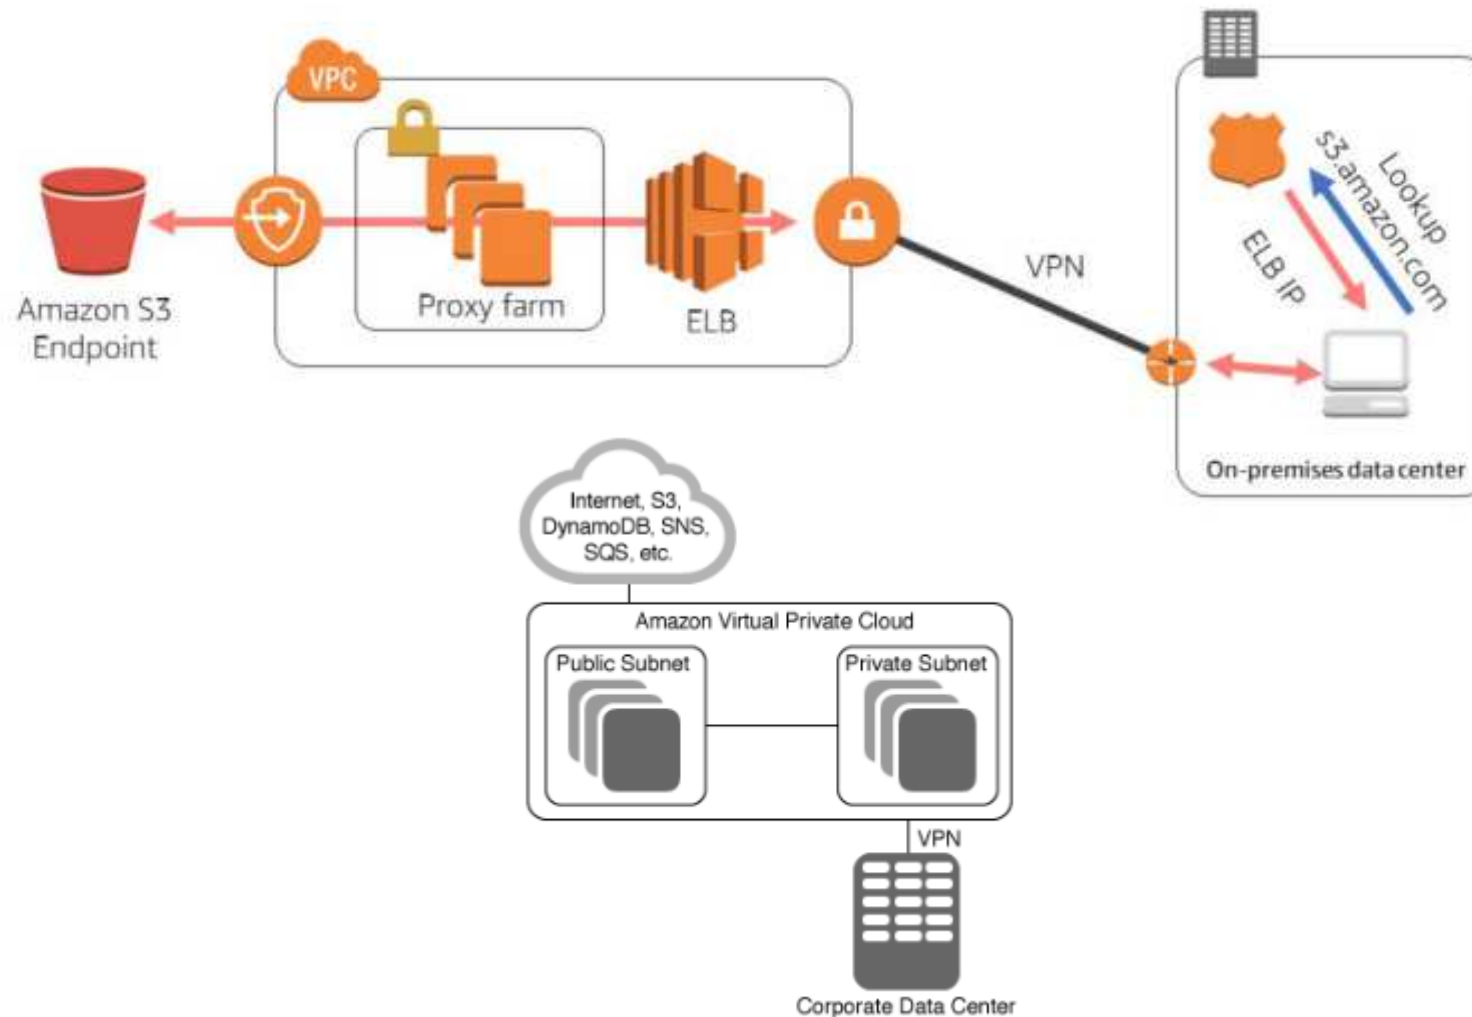 VPC
Proxy farm
ELB
Amazon S3
Endpoint
VPN
Lookup
s3.amazon.com
ELB IP
On-premises data center
Internet, S3,
DynamoDB, SNS,
SQS, etc.
Amazon Virtual Private Cloud
Public Subnet
Private Subnet
VPN
Corporate Data Center